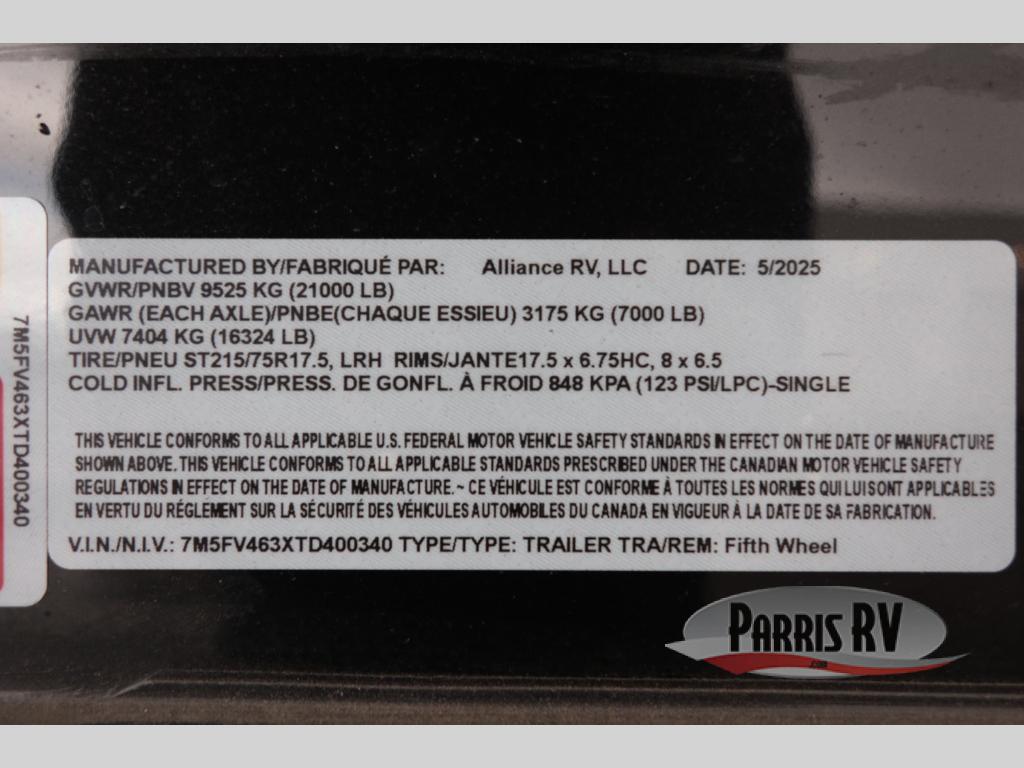 MANUFACTURED BY/FABRIQUÉ PAR: Alliance RV, LLC DATE: 5/2025
GVWR/PNBV 9525 KG (21000 LB)
GAWR (EACH AXLE)/PNBE(CHAQUE ESSIEU) 3175 KG (7000 LB)
UVW 7404 KG (16324 LB)
TIRE/PNEU ST215/75R17.5, LRH RIMS/JANTE17.5 x 6.75HC, 8 x 6.5
COLD INFL. PRESS/PRESS. DE GONFL. À FROID 848 KPA (123 PSI/LPC)-SINGLE
THIS VEHICLE CONFORMS TO ALL APPLICABLE U.S. FEDERAL MOTOR VEHICLE SAFETY STANDARDS IN EFFECT ON THE DATE OF MANUFACTURE
SHOWN ABOVE. THIS VEHICLE CONFORMS TO ALL APPLICABLE STANDARDS PRESCRIBED UNDER THE CANADIAN MOTOR VEHICLE SAFETY
REGULATIONS IN EFFECT ON THE DATE OF MANUFACTURE. ~ CE VÉHICULE EST CONFORME À TOUTES LES NORMES QUI LUI SONT APPLICABLES
EN VERTU DU RÉGLEMENT SUR LA SÉCURITÉ DES VÉHICULES AUTOMOBILES DU CANADA EN VIGUEUR À LA DATE DE SA FABRICATION.
V.I.N./N.I.V.: 7M5FV463XTD400340 TYPE/TYPE: TRAILER TRA/REM: Fifth Wheel
7M5FV463XTD400340
PARRIS RV
.com